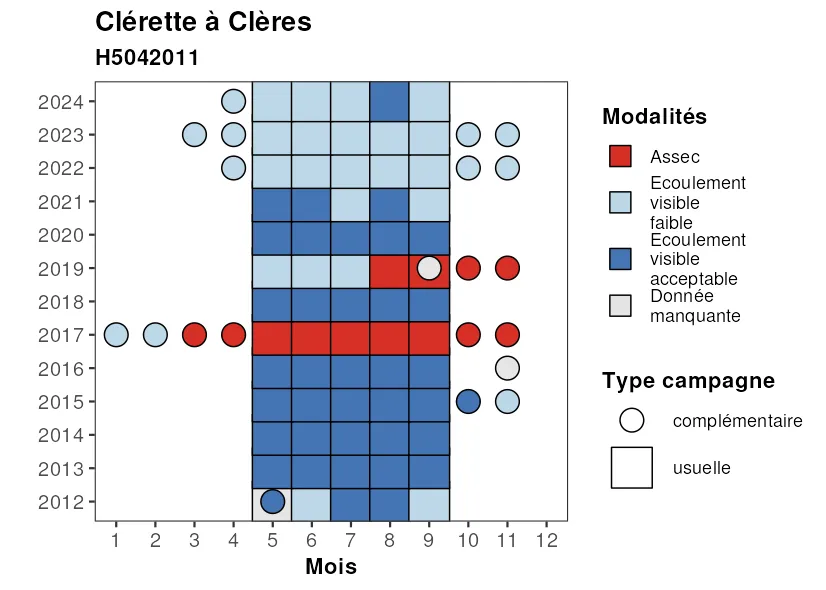 Clérette à Clères
H5042011
2024
2023
2022
2021
2020
2019
2018
2017
2016
2015
2014
2013
2012
1 2 3 4 5 6 7 8 9 10 11 12
Mois
Modalités
Assec
Ecoulement
visible
faible
Ecoulement
visible
acceptable
Donnée
manquante
Type campagne
complémentaire
usuelle